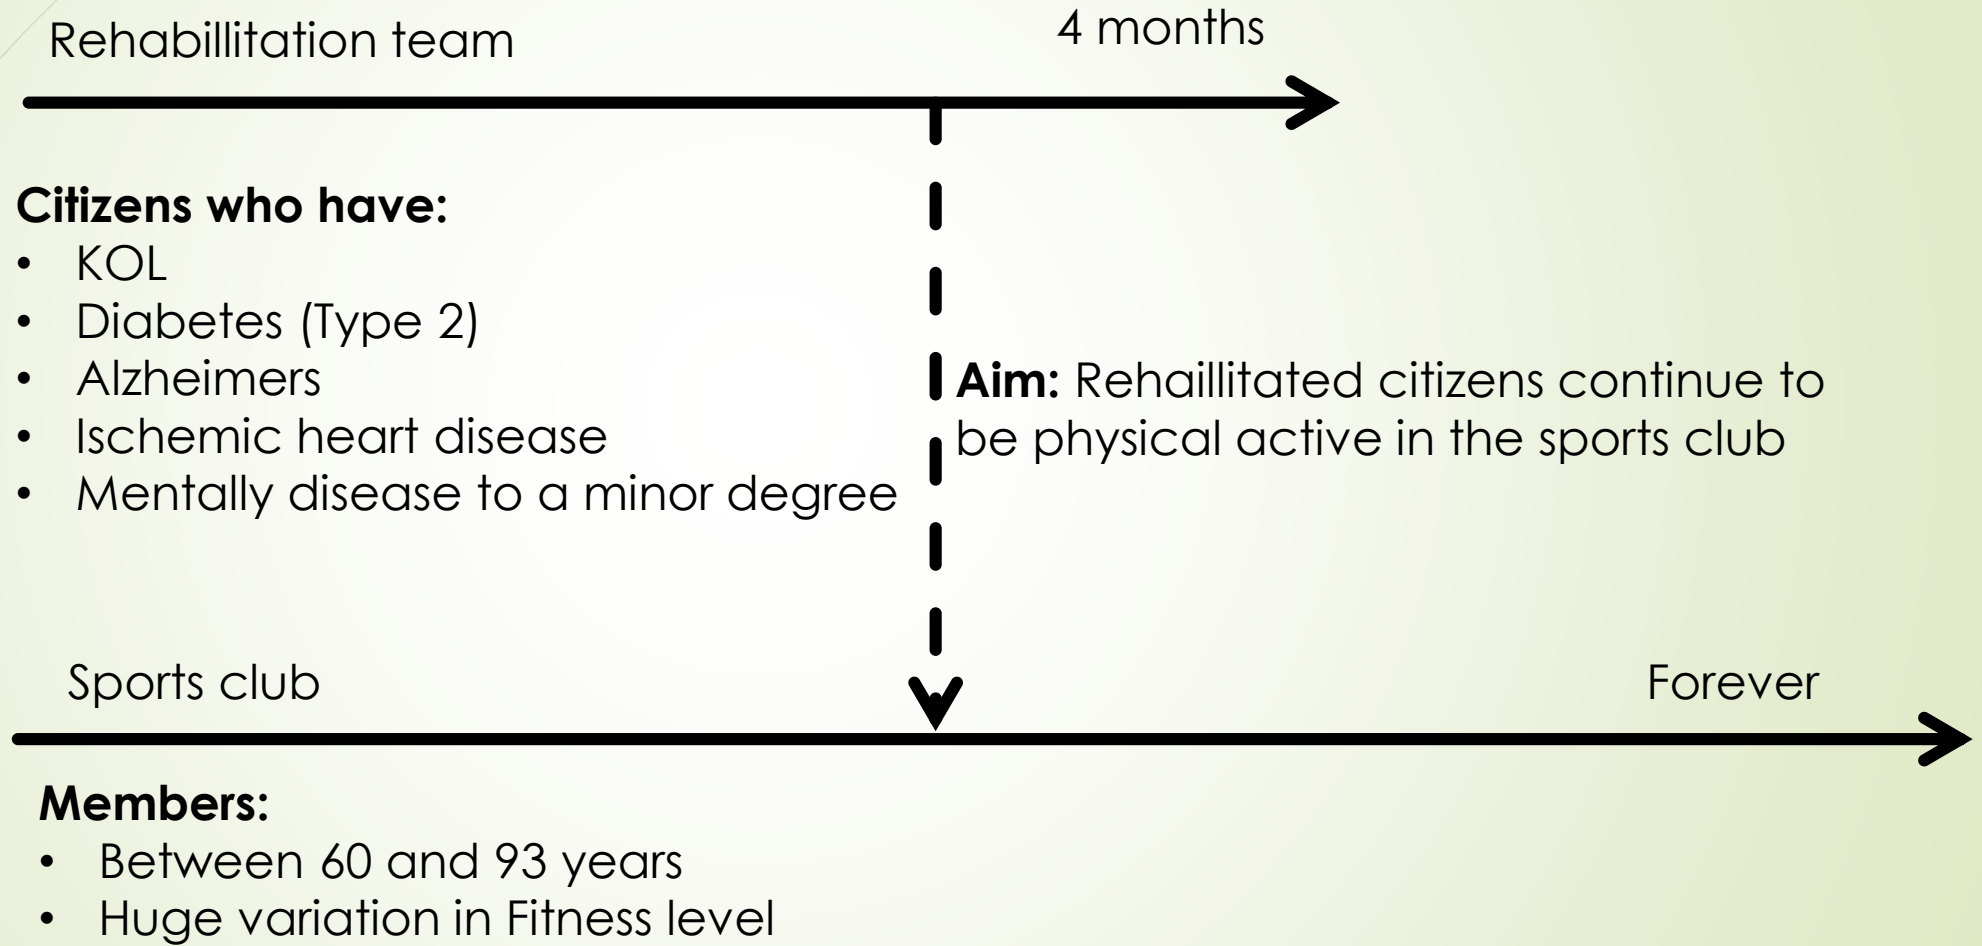 Rehabillitation team
4 months
Citizens who have:
• KOL
• Diabetes (Type 2)
• Alzheimers
• Ischemic heart disease
• Mentally disease to a minor degree
Aim: Rehaillitated citizens continue to
be physical active in the sports club
Sports club
Forever
Members:
• Between 60 and 93 years
• Huge variation in Fitness level